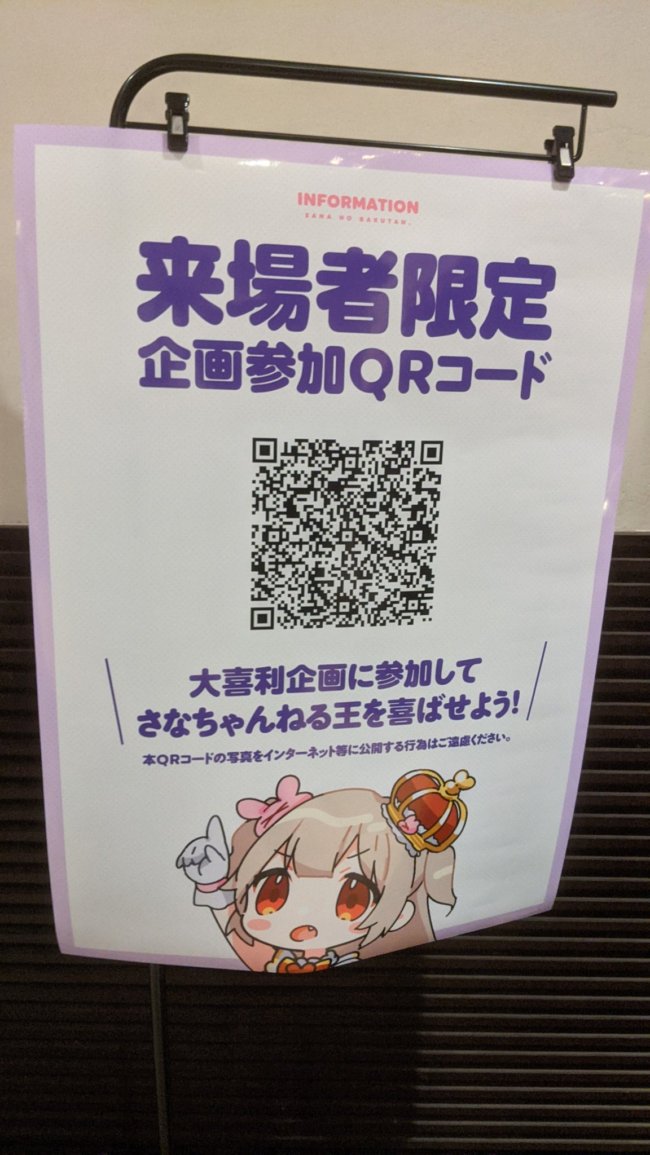 INFORMATION
SANA NO BAKUTAN.
来場者限定
企画参加QRコード
大喜利企画に参加して
さなちゃんねる王を喜ばせよう!
本QRコードの写真をインターネット等に公開する行為はご遠慮ください。